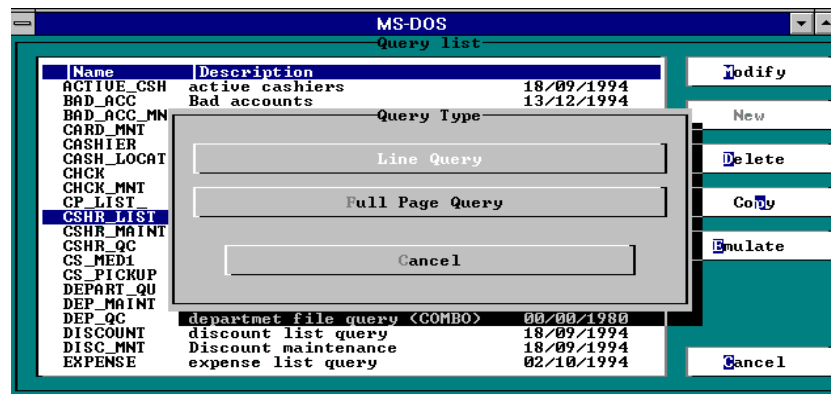 MS-DOS
Query list
Name Description
ACTIVE_CSH active cashiers 18/09/1994
BAD_ACC Bad accounts 13/12/1994
BAD_ACC_MN
CARD_MNT
CASHIER
CASH_LOCAT
CHCK
CHCK_MNT
CP_LIST_
CSHR_LIST
CSHR_MAINT
CSHR_QC
CS_MED1
CS_PICKUP
DEPART_QU
DEP_MAINT
DEP_QC departmet file query (COMBO) 00/00/1980
DISCOUNT discount list query 18/09/1994
DISC_MNT Discount maintenance 18/09/1994
EXPENSE expense list query 02/10/1994
Query Type
Line Query
Full Page Query
Cancel
Modify
New
Delete
Copy
Emulate
Cancel